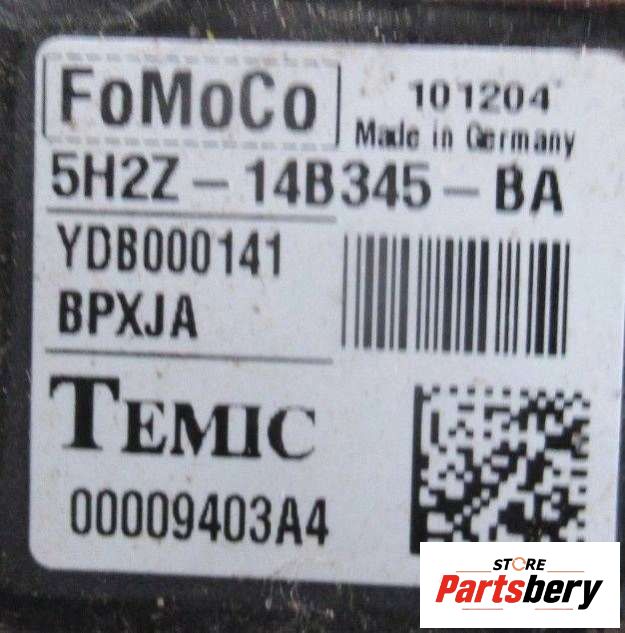 FoMoCo
101204
Made in Germany
5H2Z - 14B345 - BA
YDB000141
BPXJA
TEMIC
00009403A4
STORE
Partsbery